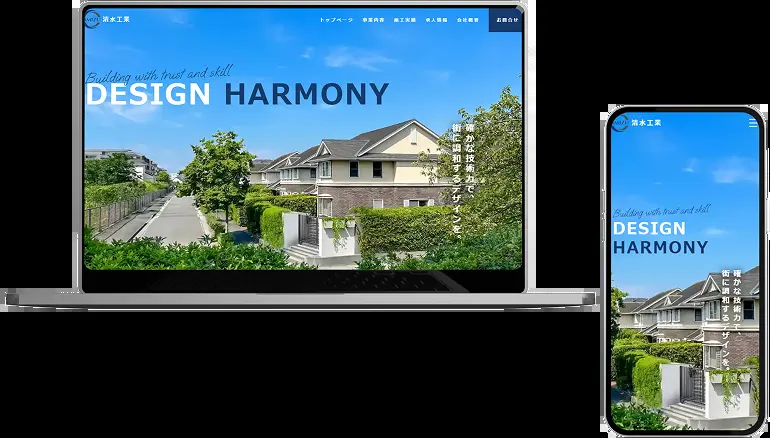 清水工業
トップページ 事業内容 施工実績 求人情報 会社概要 お問合せ
Building with trust and skill
DESIGN HARMONY
確かな技術力で、
街に調和するデザインを。
清水工業
Building with trust and skill
DESIGN
HARMONY
確かな技術力で、
街に調和するデザインを。